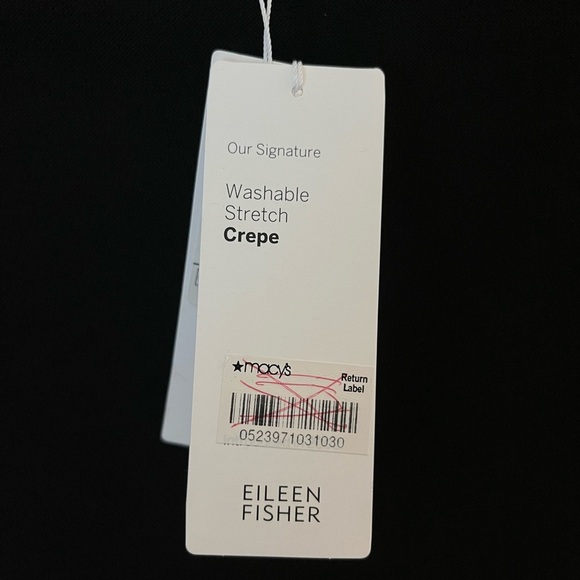 Our Signature
Washable
Stretch
Crepe
★macy's
Return
Label
0523971031030
EILEEN
FISHER